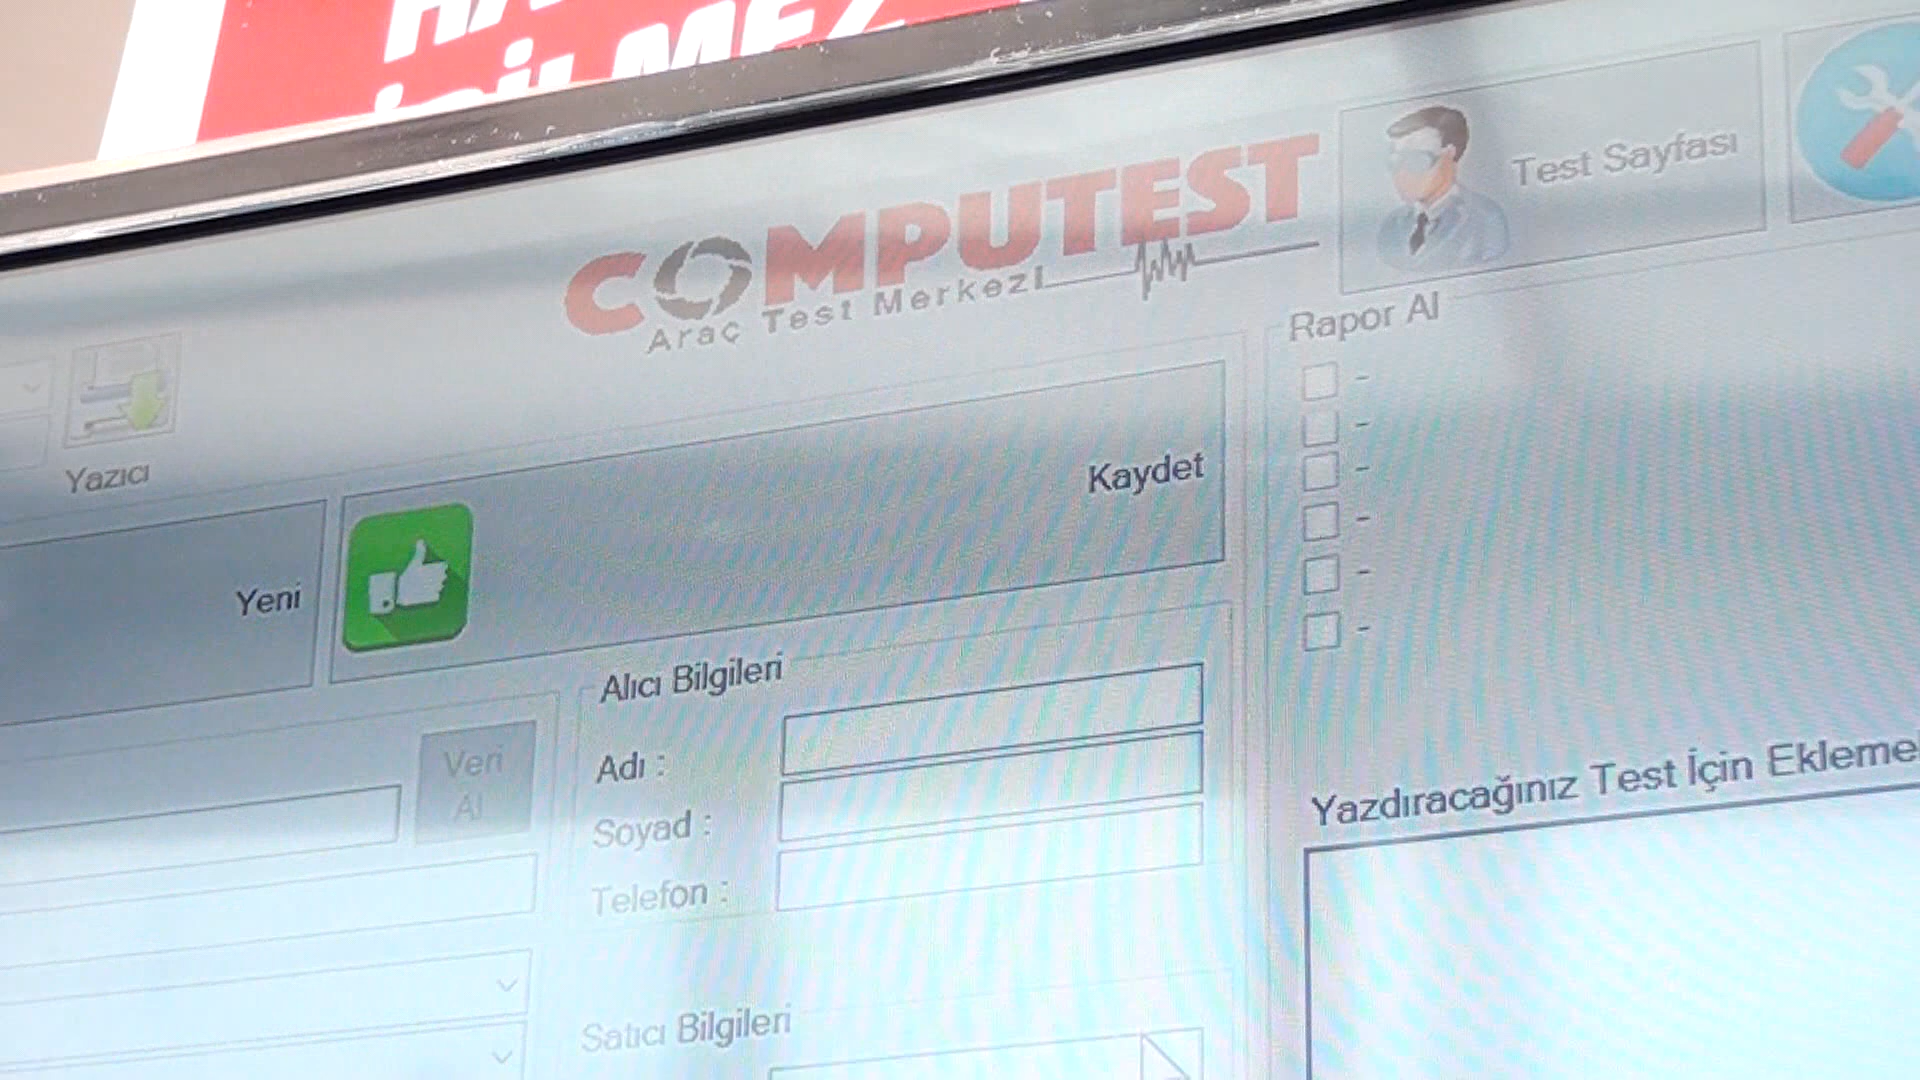 COMPUTEST
Araç Test Merkezi
Test Sayfası
Rapor Al
-
-
-
-
-
-
Yazıcı
Yeni
Kaydet
Veri
Al
Alıcı Bilgileri
Adı :
Soyad :
Telefon :
Satıcı Bilgileri
Yazdıracağınız Test İçin